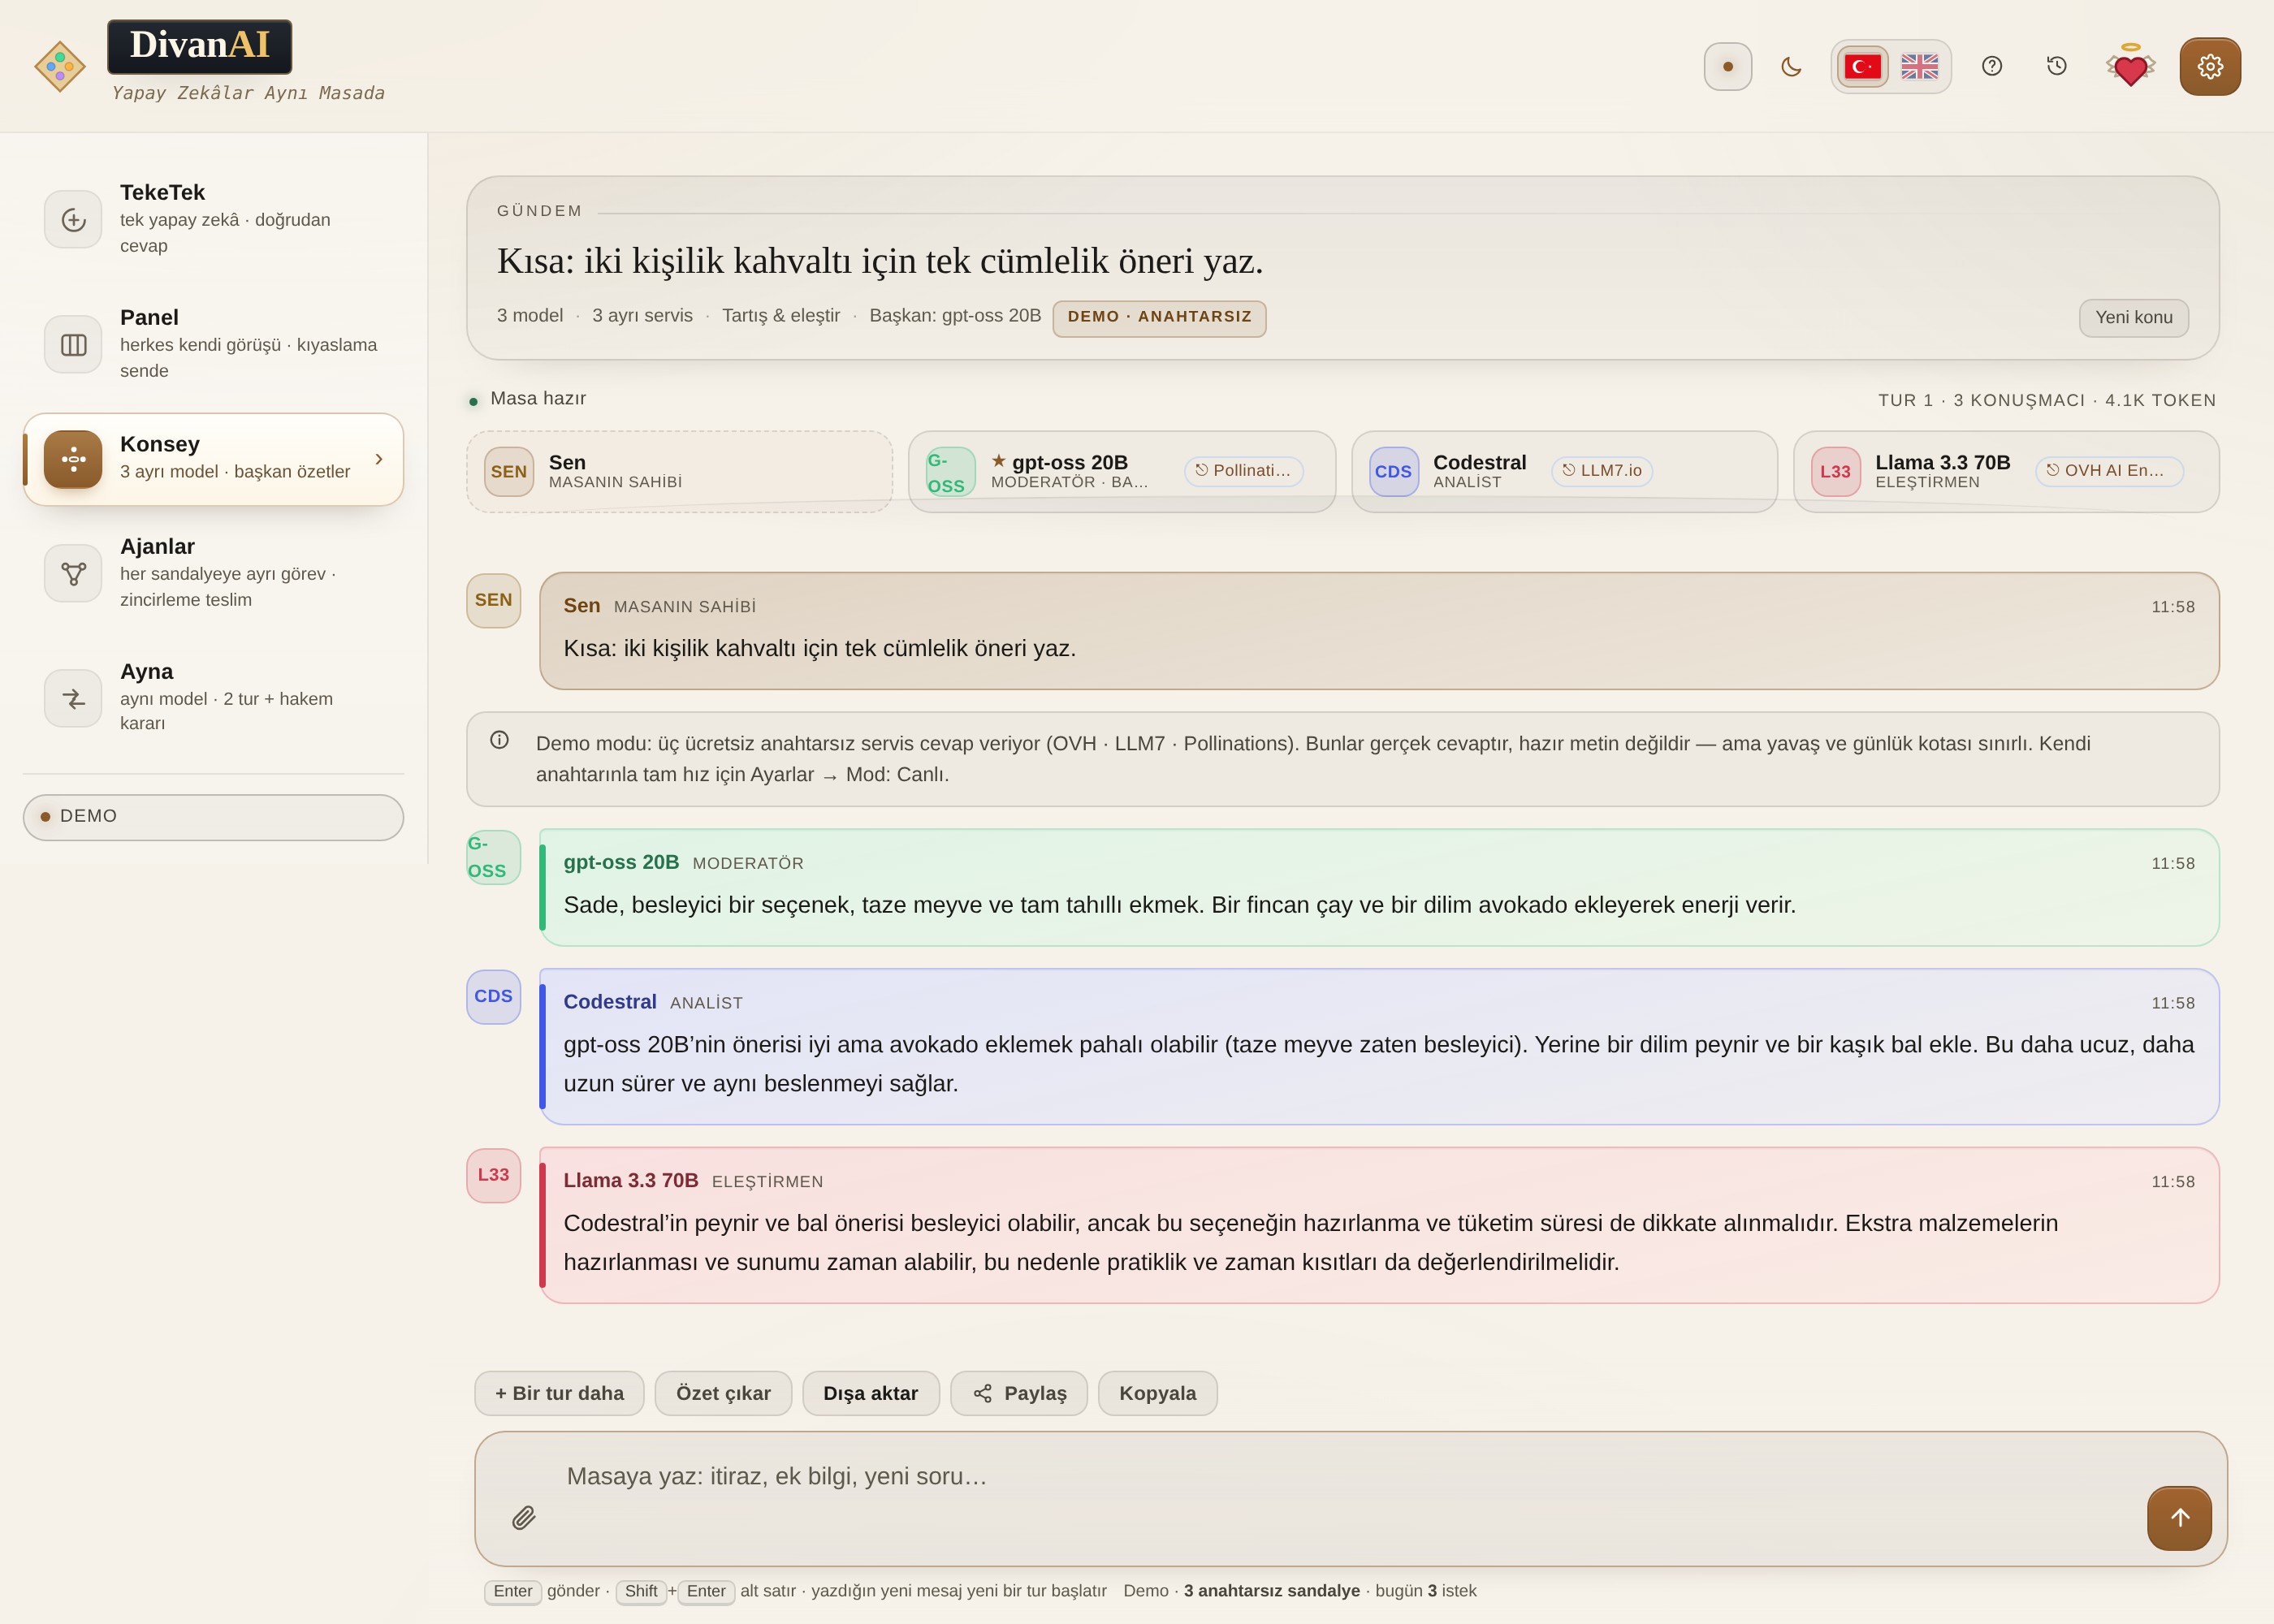 DivanAI
Yapay Zekâlar Aynı Masada
TekeTek
tek yapay zekâ · doğrudan
cevap
Panel
herkes kendi görüşü · kıyaslama
sende
Konsey
3 ayrı model · başkan özetler
Ajanlar
her sandalyeye ayrı görev ·
zincirleme teslim
Ayna
aynı model · 2 tur + hakem
kararı
DEMO
GÜNDEM
Kısa: iki kişilik kahvaltı için tek cümlelik öneri yaz.
3 model · 3 ayrı servis · Tartış & eleştir · Başkan: gpt-oss 20B DEMO · ANAHTARSIZ
Yeni konu
Masa hazır
TUR 1 · 3 KONUŞMACI · 4.1K TOKEN
SEN
Sen
MASANIN SAHİBİ
G-
OSS
★ gpt-oss 20B
MODERATÖR · BA…
Pollinati…
CDS
Codestral
ANALİST
LLM7.io
L33
Llama 3.3 70B
ELEŞTİRMEN
OVH AI En…
SEN
Sen MASANIN SAHİBİ 11:58
Kısa: iki kişilik kahvaltı için tek cümlelik öneri yaz.
Demo modu: üç ücretsiz anahtarsız servis cevap veriyor (OVH · LLM7 · Pollinations). Bunlar gerçek cevaptır, hazır metin değildir — ama yavaş ve günlük kotası sınırlı. Kendi
anahtarınla tam hız için Ayarlar → Mod: Canlı.
G-
OSS
gpt-oss 20B MODERATÖR 11:58
Sade, besleyici bir seçenek, taze meyve ve tam tahıllı ekmek. Bir fincan çay ve bir dilim avokado ekleyerek enerji verir.
CDS
Codestral ANALİST 11:58
gpt-oss 20B’nin önerisi iyi ama avokado eklemek pahalı olabilir (taze meyve zaten besleyici). Yerine bir dilim peynir ve bir kaşık bal ekle. Bu daha ucuz, daha
uzun sürer ve aynı beslenmeyi sağlar.
L33
Llama 3.3 70B ELEŞTİRMEN 11:58
Codestral’in peynir ve bal önerisi besleyici olabilir, ancak bu seçeneğin hazırlanma ve tüketim süresi de dikkate alınmalıdır. Ekstra malzemelerin
hazırlanması ve sunumu zaman alabilir, bu nedenle pratiklik ve zaman kısıtları da değerlendirilmelidir.
+ Bir tur daha
Özet çıkar
Dışa aktar
Paylaş
Kopyala
Masaya yaz: itiraz, ek bilgi, yeni soru…
Enter gönder · Shift+Enter alt satır · yazdığın yeni mesaj yeni bir tur başlatır Demo · 3 anahtarsız sandalye · bugün 3 istek